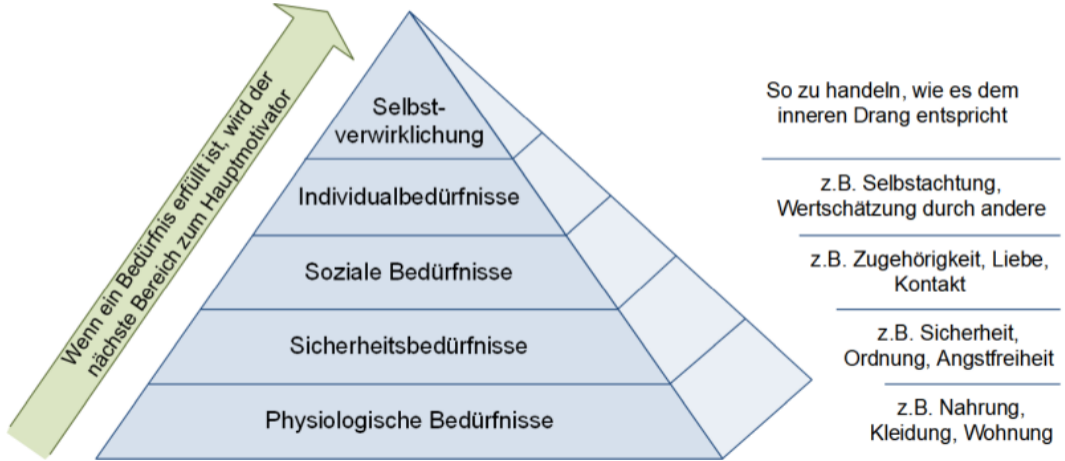 Wenn ein Bedürfnis erfüllt ist, wird der
nächste Bereich zum Hauptmotivator
Selbst-
verwirklichung
So zu handeln, wie es dem
inneren Drang entspricht
Individualbedürfnisse
z.B. Selbstachtung,
Wertschätzung durch andere
Soziale Bedürfnisse
z.B. Zugehörigkeit, Liebe,
Kontakt
Sicherheitsbedürfnisse
z.B. Sicherheit,
Ordnung, Angstfreiheit
Physiologische Bedürfnisse
z.B. Nahrung,
Kleidung, Wohnung